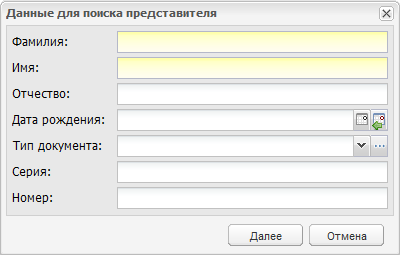 Данные для поиска представителя
Фамилия:
Имя:
Отчество:
Дата рождения:
Тип документа:
Серия:
Номер:
Далее Отмена